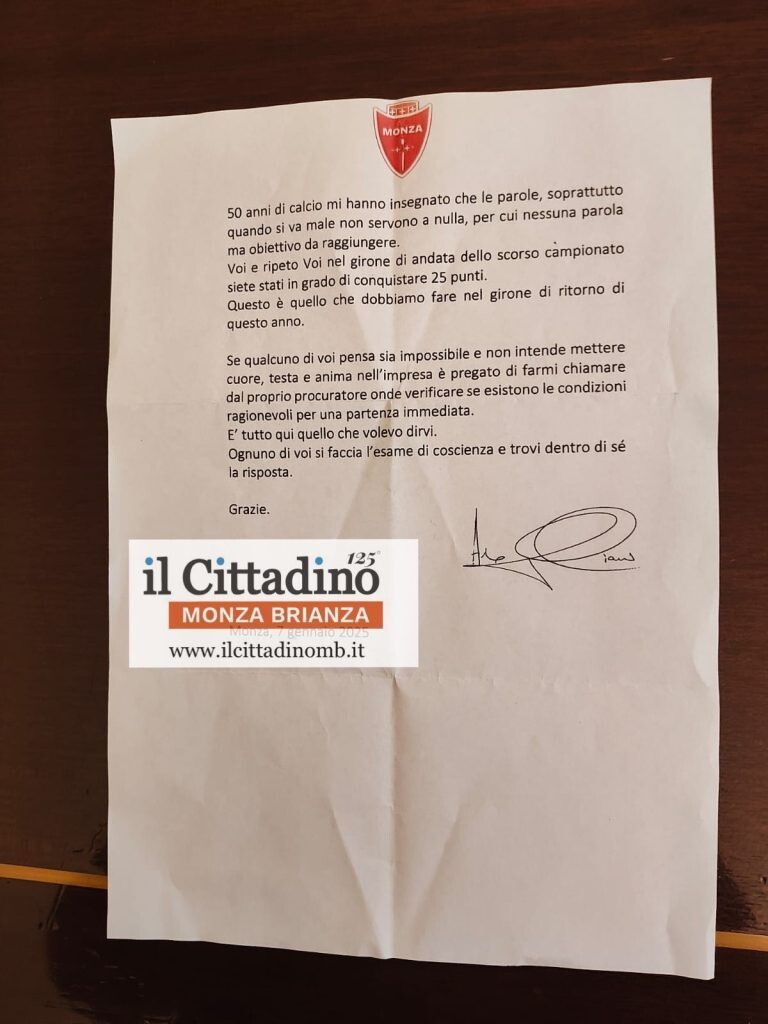 MONZA
50 anni di calcio mi hanno insegnato che le parole, soprattutto
quando si va male non servono a nulla, per cui nessuna parola
ma obiettivo da raggiungere.
Voi e ripeto Voi nel girone di andata dello scorso campionato
siete stati in grado di conquistare 25 punti.
Questo è quello che dobbiamo fare nel girone di ritorno di
questo anno.
Se qualcuno di voi pensa sia impossibile e non intende mettere
cuore, testa e anima nell'impresa è pregato di farmi chiamare
dal proprio procuratore onde verificare se esistono le condizioni
ragionevoli per una partenza immediata.
E' tutto qui quello che volevo dirvi.
Ognuno di voi si faccia l'esame di coscienza e trovi dentro di sé
la risposta.
Grazie.
125°
il Cittadino
MONZA BRIANZA
Monza, 7 gennaio 2025
www.ilcittadinomb.it